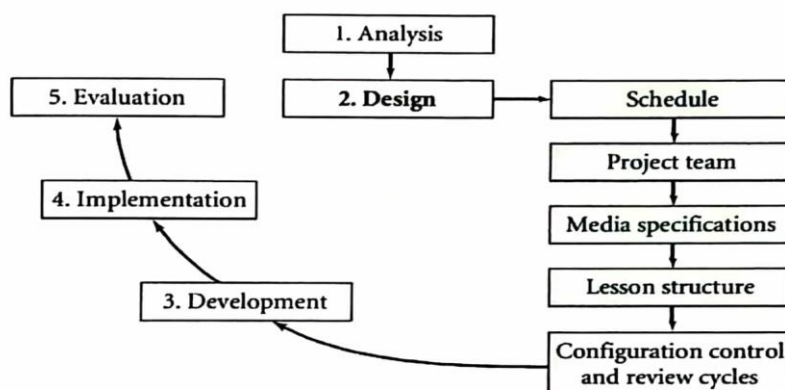 1. Analysis
2. Design
Schedule
Project team
Media specifications
Lesson structure
Configuration control
and review cycles
3. Development
4. Implementation
5. Evaluation